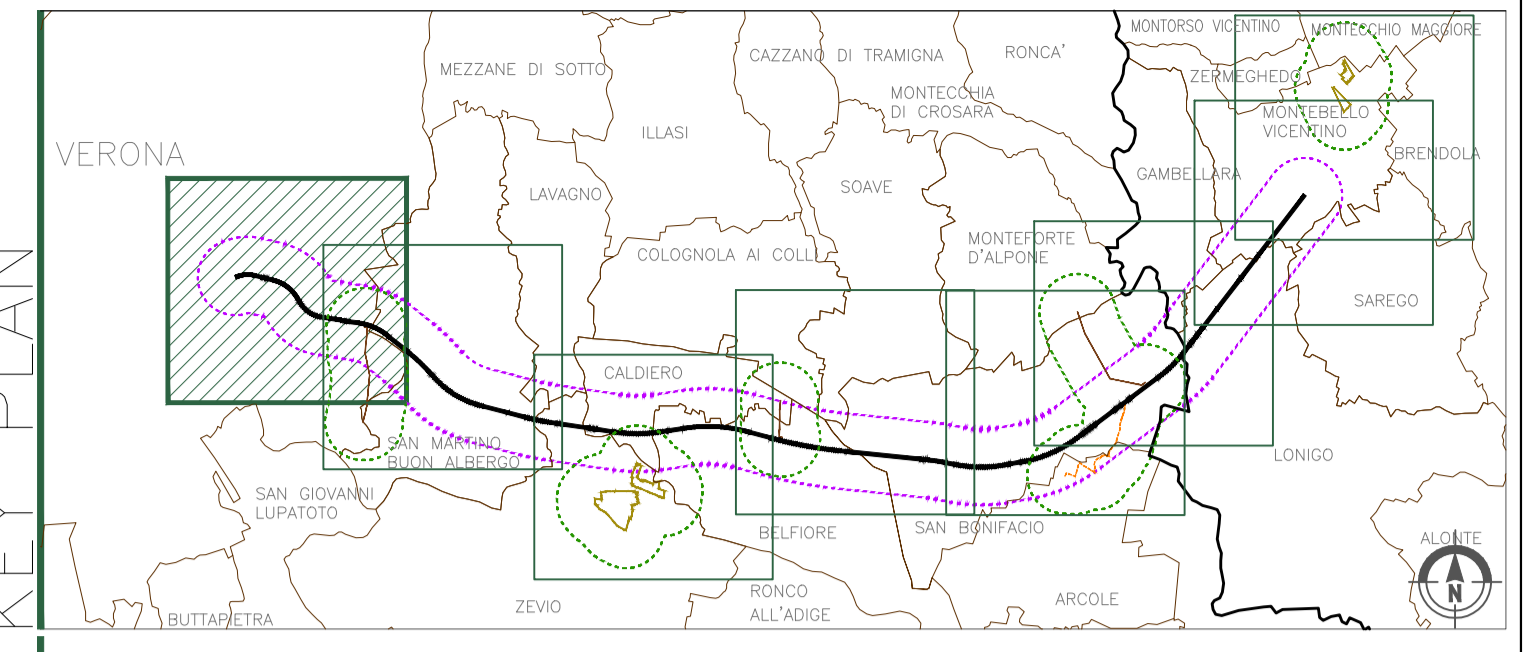 KEY PLAN
MONTORSO VICENTINO
MONTECCHIO MAGGIORE
MEZZANE DI SOTTO
CAZZANO DI TRAMIGNA
RONCA'
ZERMEGHEDO
MONTECCHIA
DI CROSARA
MONTEBELLO
VICENTINO
ILLASI
VERONA
BRENDOLA
GAMBELLARA
LAVAGNO
SOAVE
MONTEFORTE
D'ALPONE
COLOGNOLA AI COLLI
SAREGO
CALDIERO
SAN MARTINO
BUON ALBERGO
LONIGO
SAN GIOVANNI
LUPATOTO
BELFIORE
SAN BONIFACIO
ALONTE
N
RONCO
ALL'ADIGE
ARCOLE
ZEVIO
BUTTAPIETRA